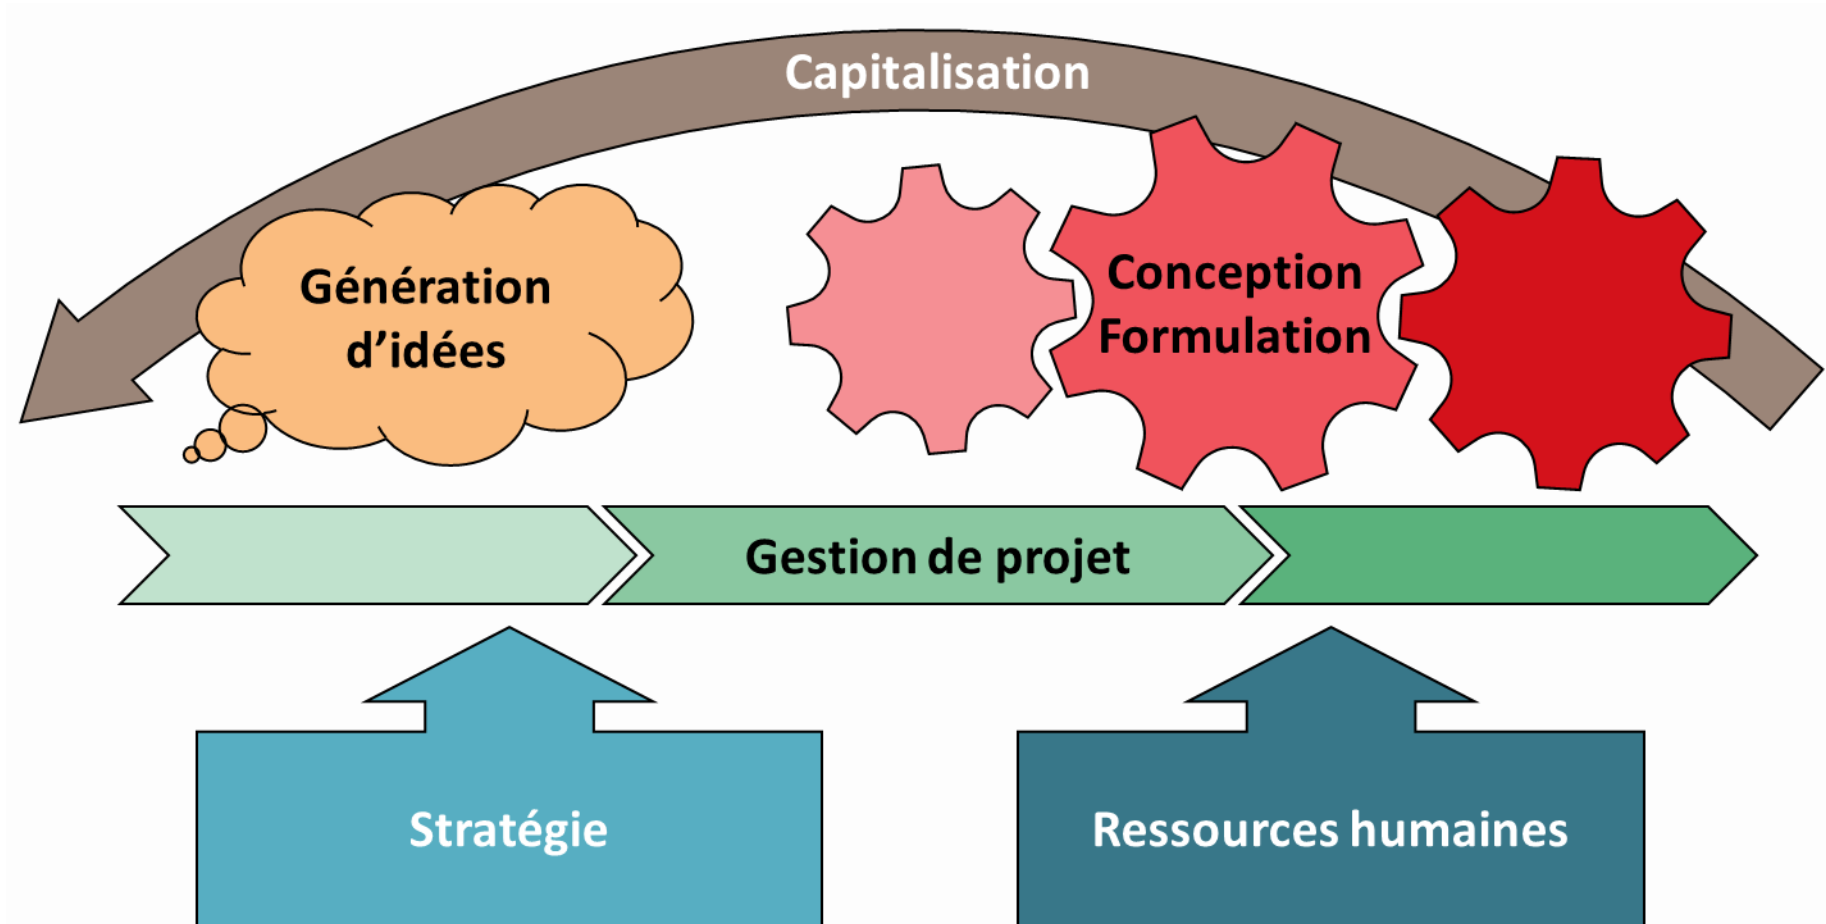 Capitalisation
Génération
d’idées
Conception
Formulation
Gestion de projet
Stratégie
Ressources humaines